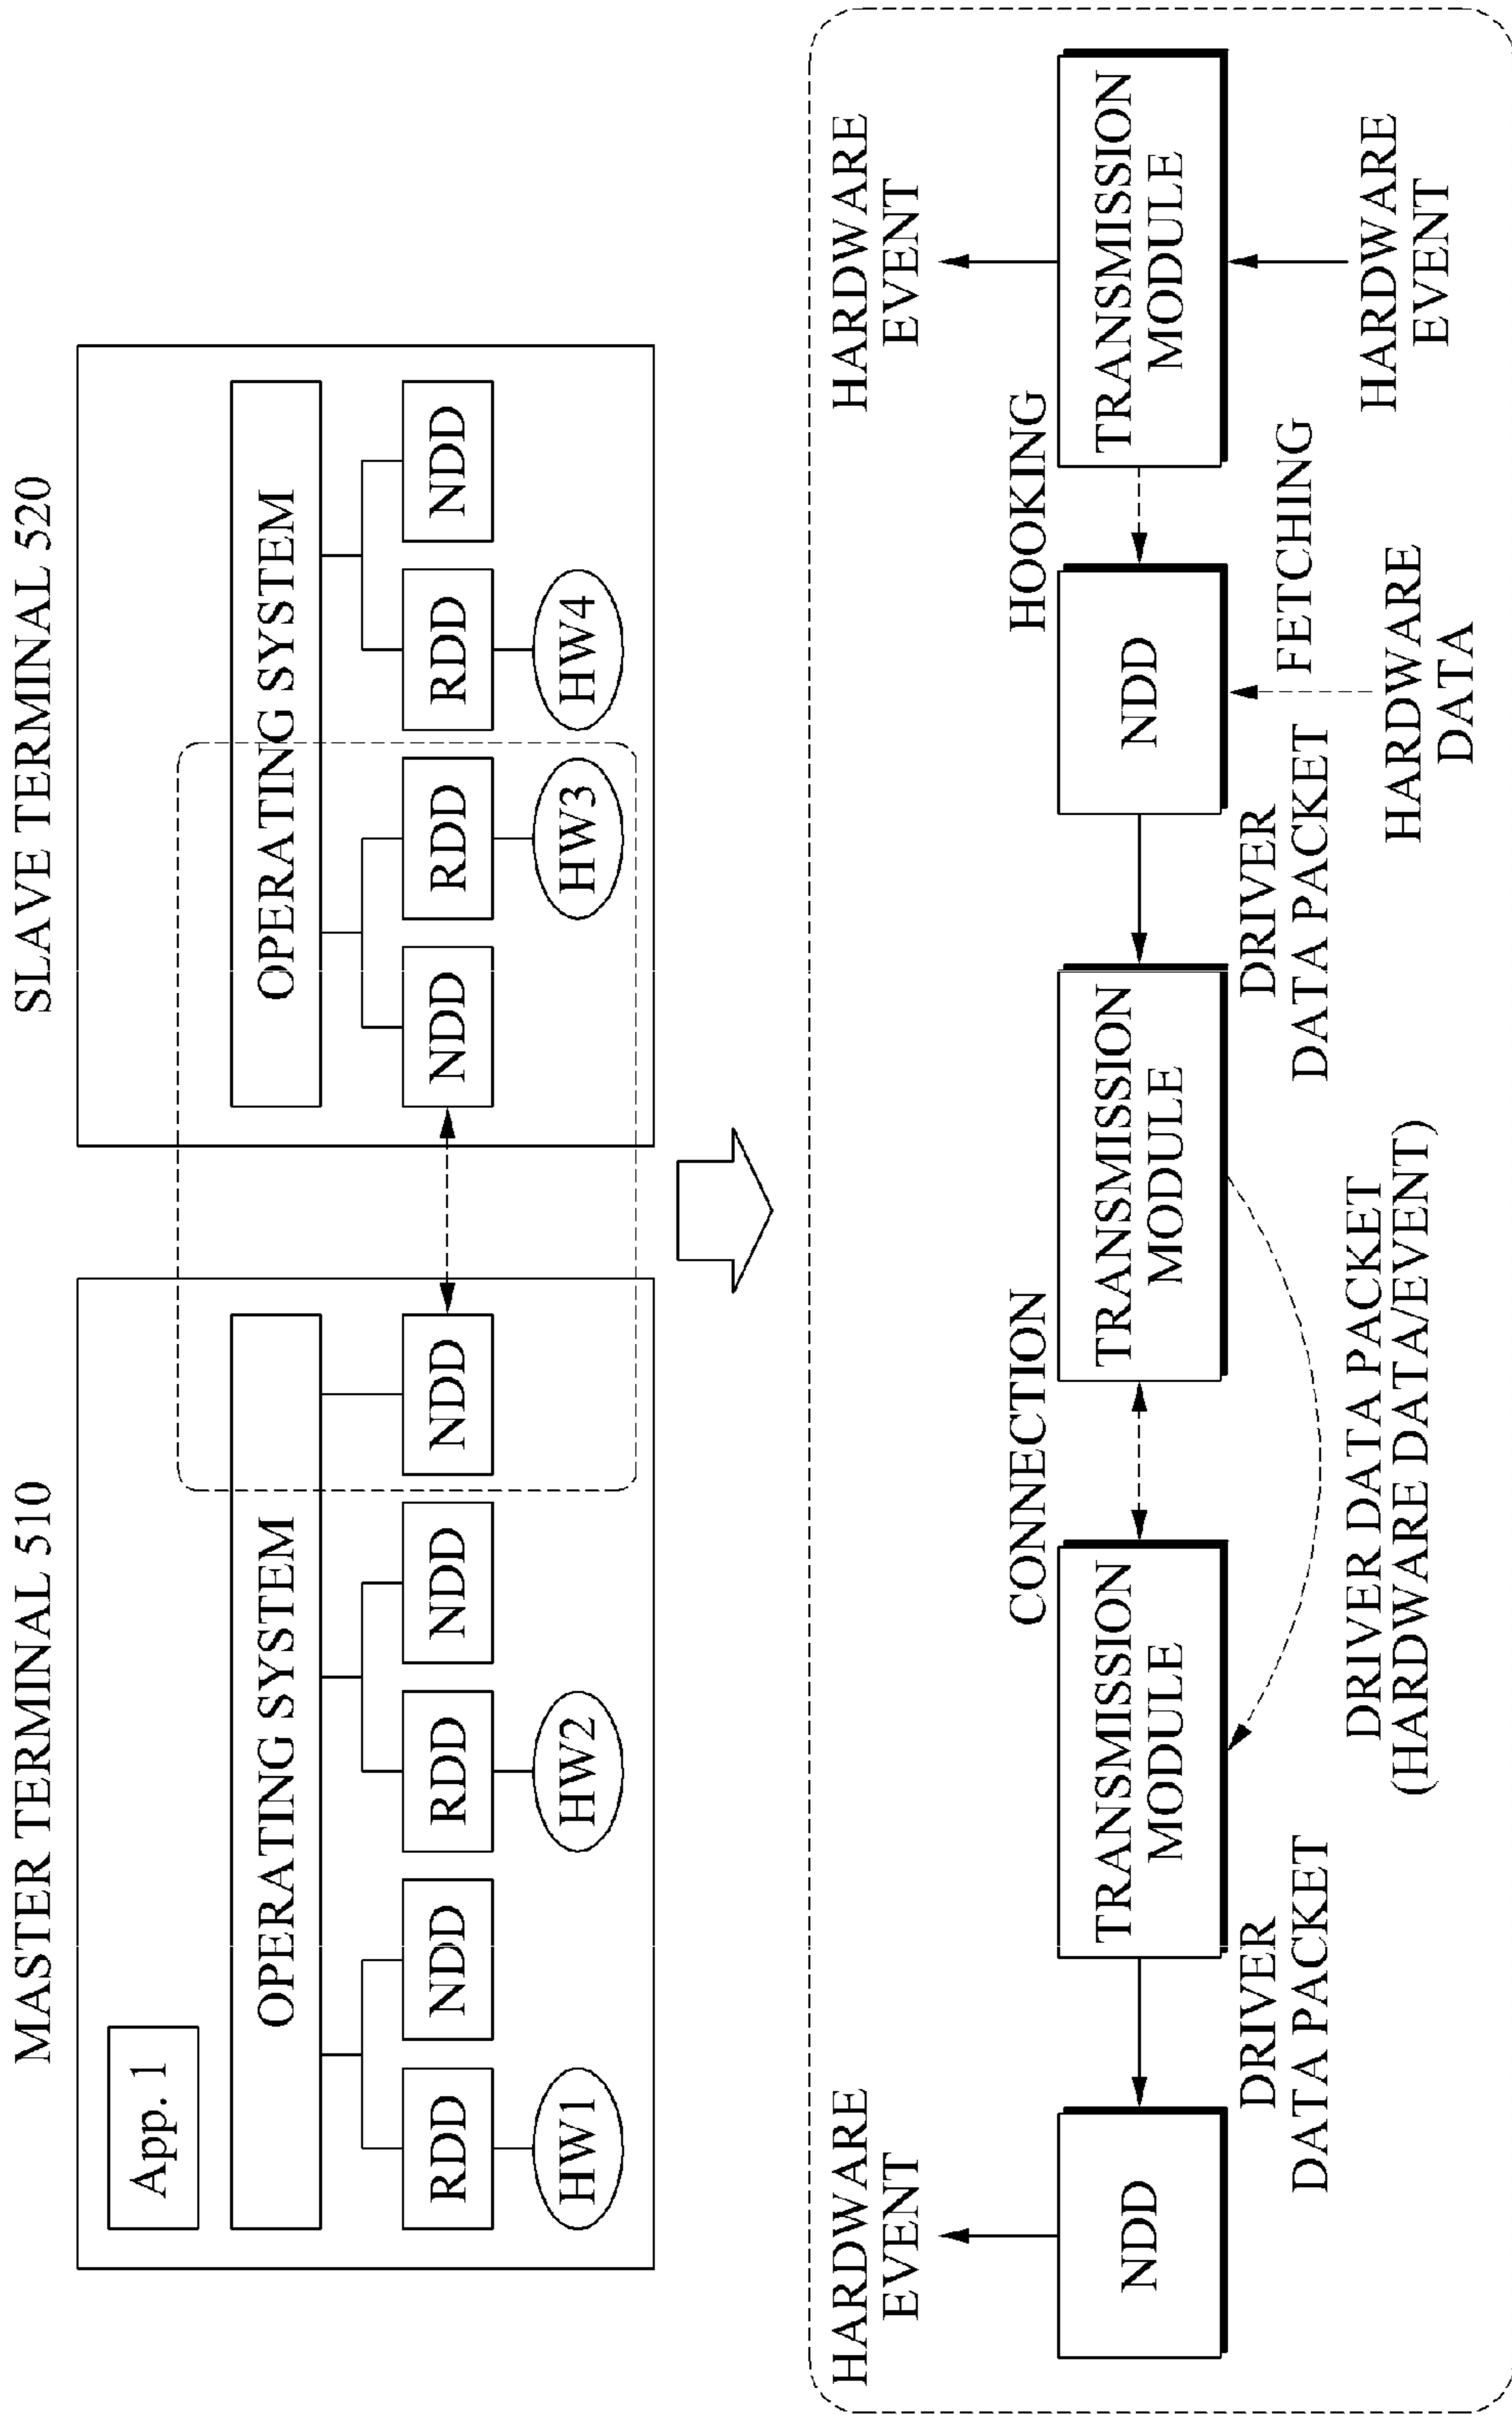 MASTER TERMINAL 510
App. 1
OPERATING SYSTEM
RDD
NDD
RDD
NDD
NDD
HW1
HW2
SLAVE TERMINAL 520
OPERATING SYSTEM
NDD
RDD
RDD
NDD
HW3
HW4
HARDWARE
EVENT
HARDWARE
EVENT
CONNECTION
HOOKING
NDD
TRANSMISSION
MODULE
TRANSMISSION
MODULE
NDD
TRANSMISSION
MODULE
DRIVER
DATA PACKET
DRIVER
DATA PACKET
FETCHING
DRIVER DATA PACKET
(HARDWARE DATA/EVENT)
HARDWARE
DATA
HARDWARE
EVENT